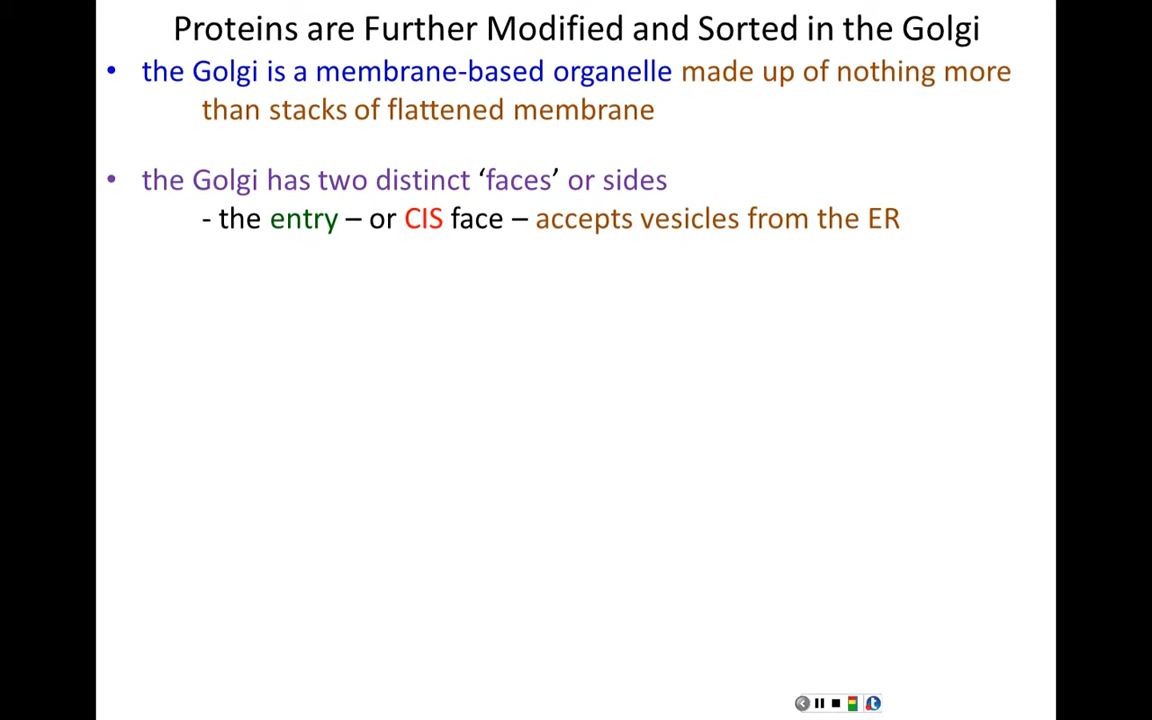 Proteins are Further Modified and Sorted in the Golgi
• the Golgi is a membrane-based organelle made up of nothing more
than stacks of flattened membrane
• the Golgi has two distinct ‘faces’ or sides
- the entry – or CIS face – accepts vesicles from the ER